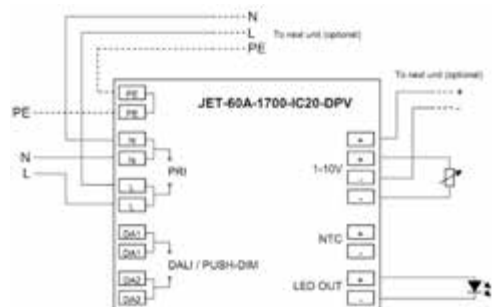 N
L To next unit (optional)
PE
To next unit (optional)
+
-
JET-60A-1700-IC20-DPV
PE
PE
PE
N
N
N
L
L
L
PRI
DA1
DA1
DA2
DA2
DALI / PUSH-DIM
+
+
-
-
1-10V
+
-
NTC
+
-
LED OUT